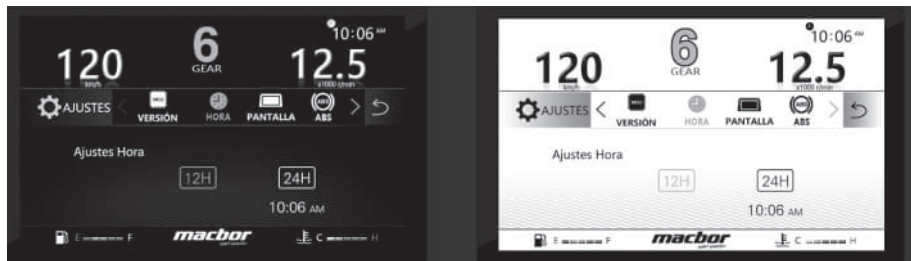 10:06 AM
6
GEAR
120
km/h
12.5
x1000 r/min
AJUSTES
VERSIÓN
HORA
PANTALLA
ABS
Ajustes Hora
12H
24H
10:06 AM
E F
macbor
C H
10:06 AM
6
GEAR
120
km/h
12.5
x1000 r/min
AJUSTES
VERSIÓN
HORA
PANTALLA
ABS
Ajustes Hora
12H
24H
10:06 AM
E F
macbor
C H